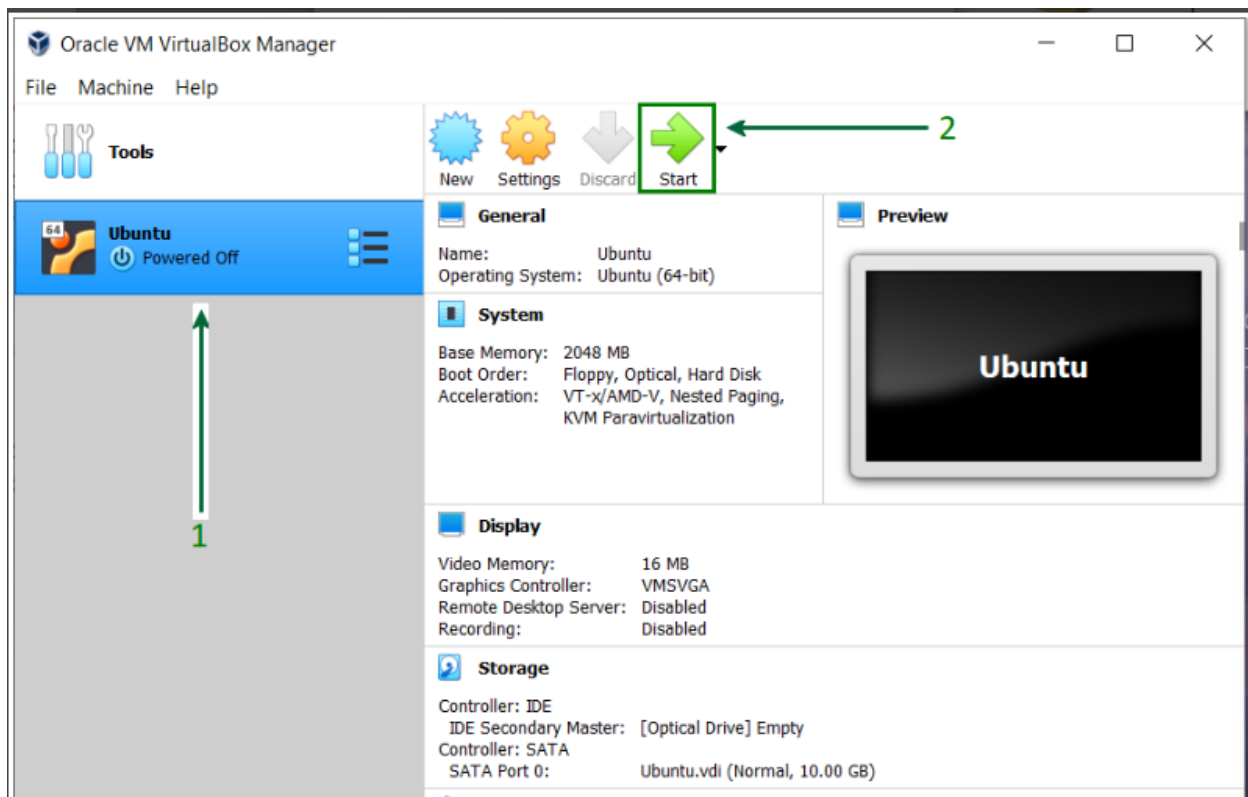 Oracle VM VirtualBox Manager
File Machine Help
Tools
New Settings Discard Start
2
64
Ubuntu
Powered Off
1
General
Name: Ubuntu
Operating System: Ubuntu (64-bit)
Preview
Ubuntu
System
Base Memory: 2048 MB
Boot Order: Floppy, Optical, Hard Disk
Acceleration: VT-x/AMD-V, Nested Paging,
KVM Paravirtualization
Display
Video Memory: 16 MB
Graphics Controller: VMSVGA
Remote Desktop Server: Disabled
Recording: Disabled
Storage
Controller: IDE
IDE Secondary Master: [Optical Drive] Empty
Controller: SATA
SATA Port 0: Ubuntu.vdi (Normal, 10.00 GB)